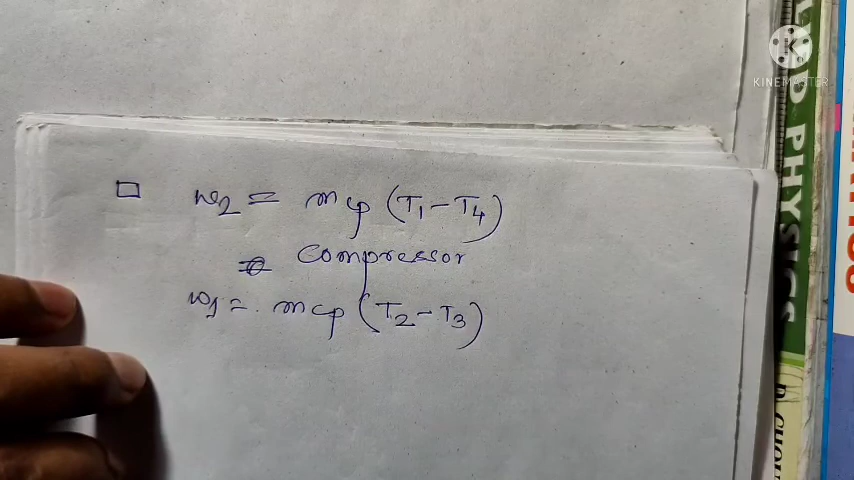 W₂ = mcp (T₁ - T₄)
Compressor
W₁ = mcp (T₂ - T₃)
KINEMASTER
PHYSICS